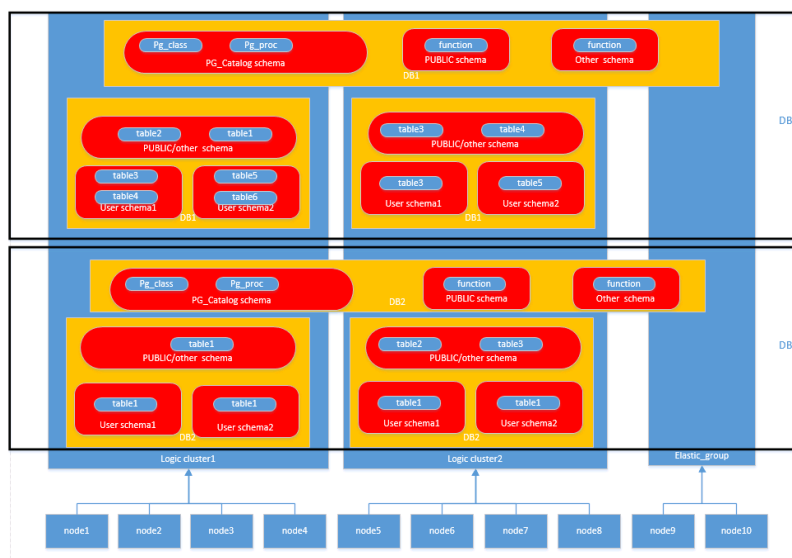 Pg_class Pg_proc function function
PG_Catalog schema PUBLIC schema Other schema
DB1
DB
table2 table1 table3 table4
PUBLIC/other schema PUBLIC/other schema
table3 table5 table3 table5
table4 table6
User schema1 User schema2 User schema1 User schema2
DB1 DB1
Pg_class Pg_proc function function
PG_Catalog schema DB2 PUBLIC schema Other schema
table1 table2 table3
DB
PUBLIC/other schema PUBLIC/other schema
table1 table1 table1 table1
User schema1 User schema2 User schema1 User schema2
DB2 DB2
Logic cluster1 Logic cluster2 Elastic_group
node1 node2 node3 node4 node5 node6 node7 node8 node9 node10